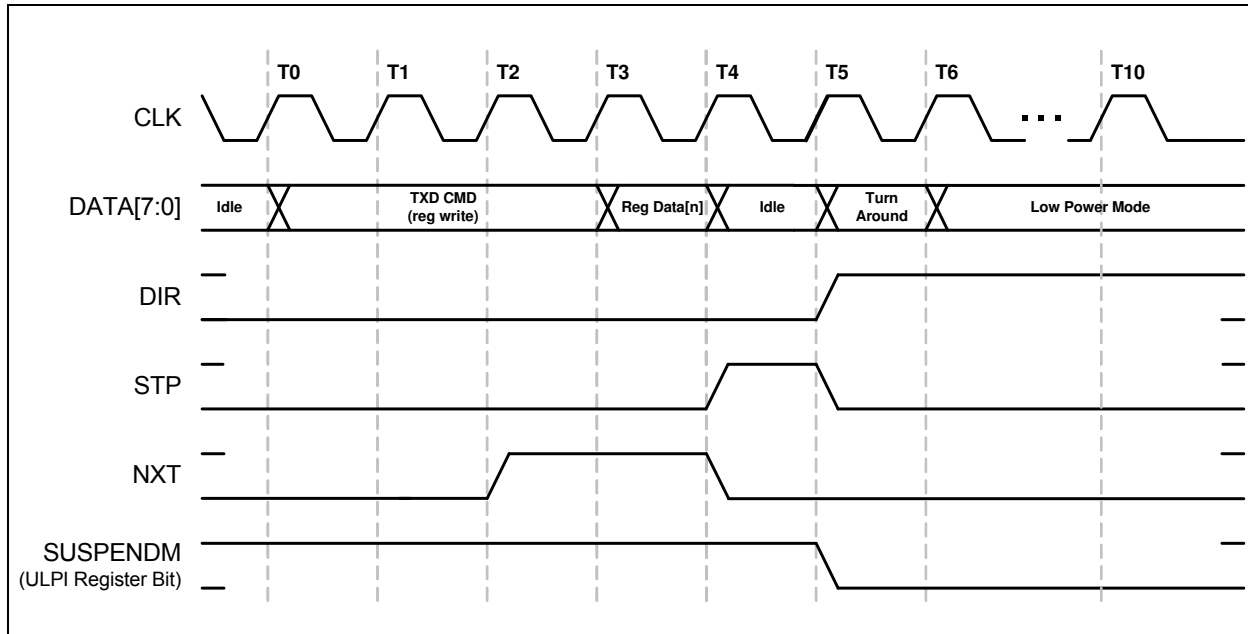 T0 T1 T2 T3 T4 T5 T6 T10
CLK
...
DATA[7:0] Idle TXD CMD Reg Data[n] Idle Turn Low Power Mode
(reg write) Around
DIR
STP
NXT
SUSPENDM
(ULPI Register Bit)